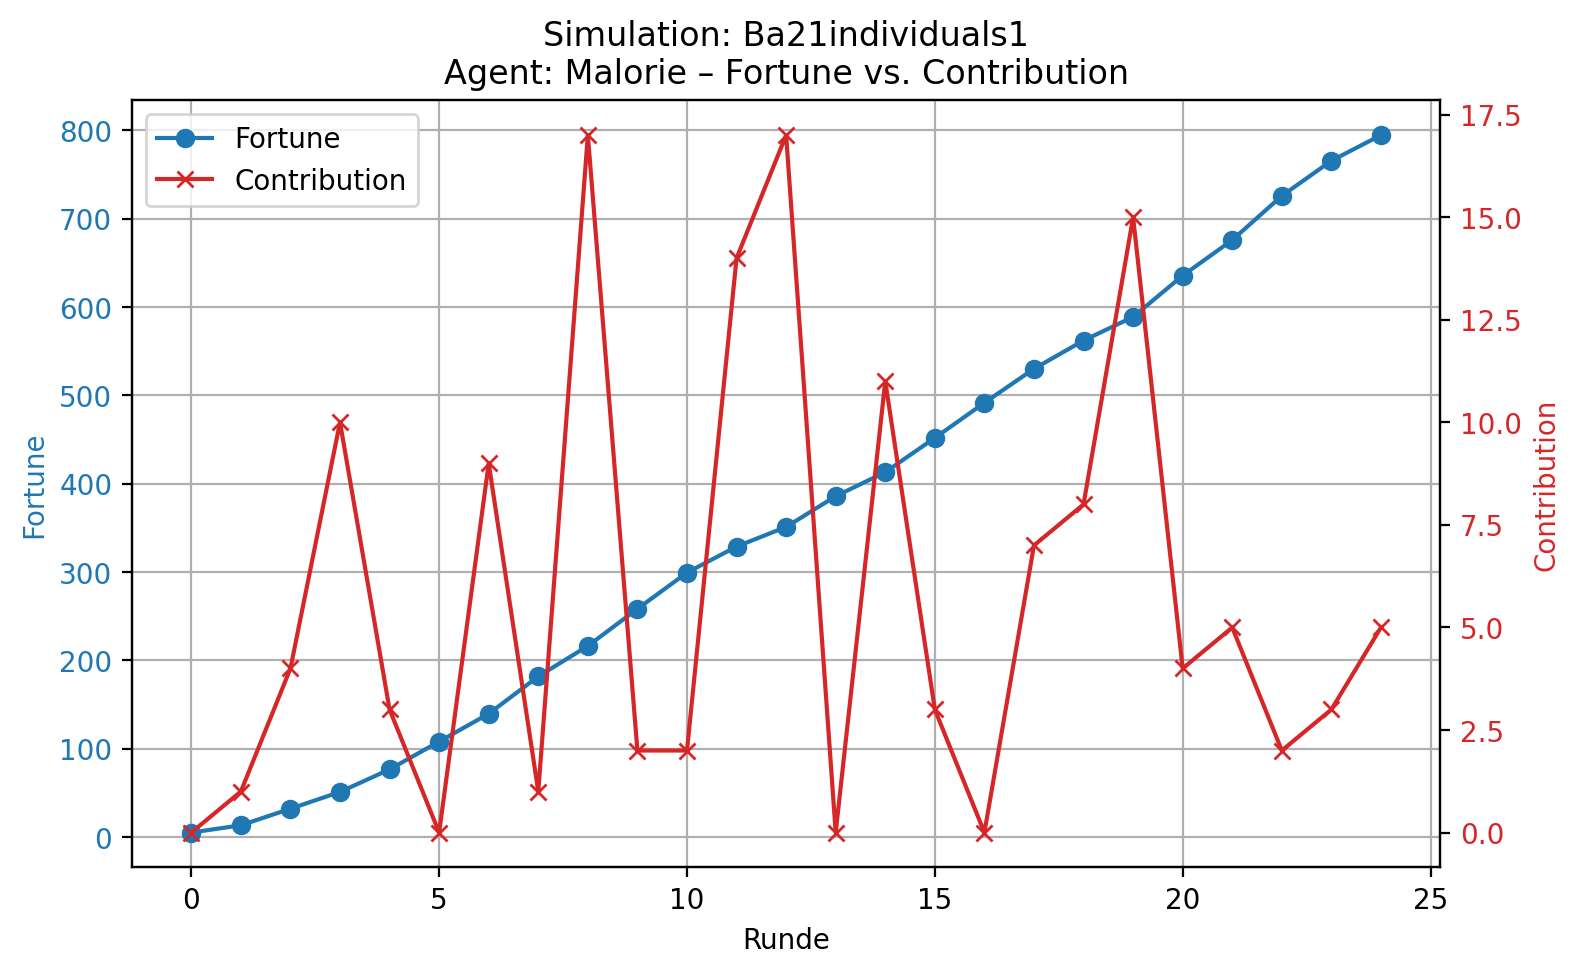 Simulation: Ba21individuals1
Agent: Malorie – Fortune vs. Contribution
Fortune
Contribution
800
700
600
500
400
300
200
100
0
Fortune
17.5
15.0
12.5
10.0
7.5
5.0
2.5
0.0
Contribution
0 5 10 15 20 25
Runde